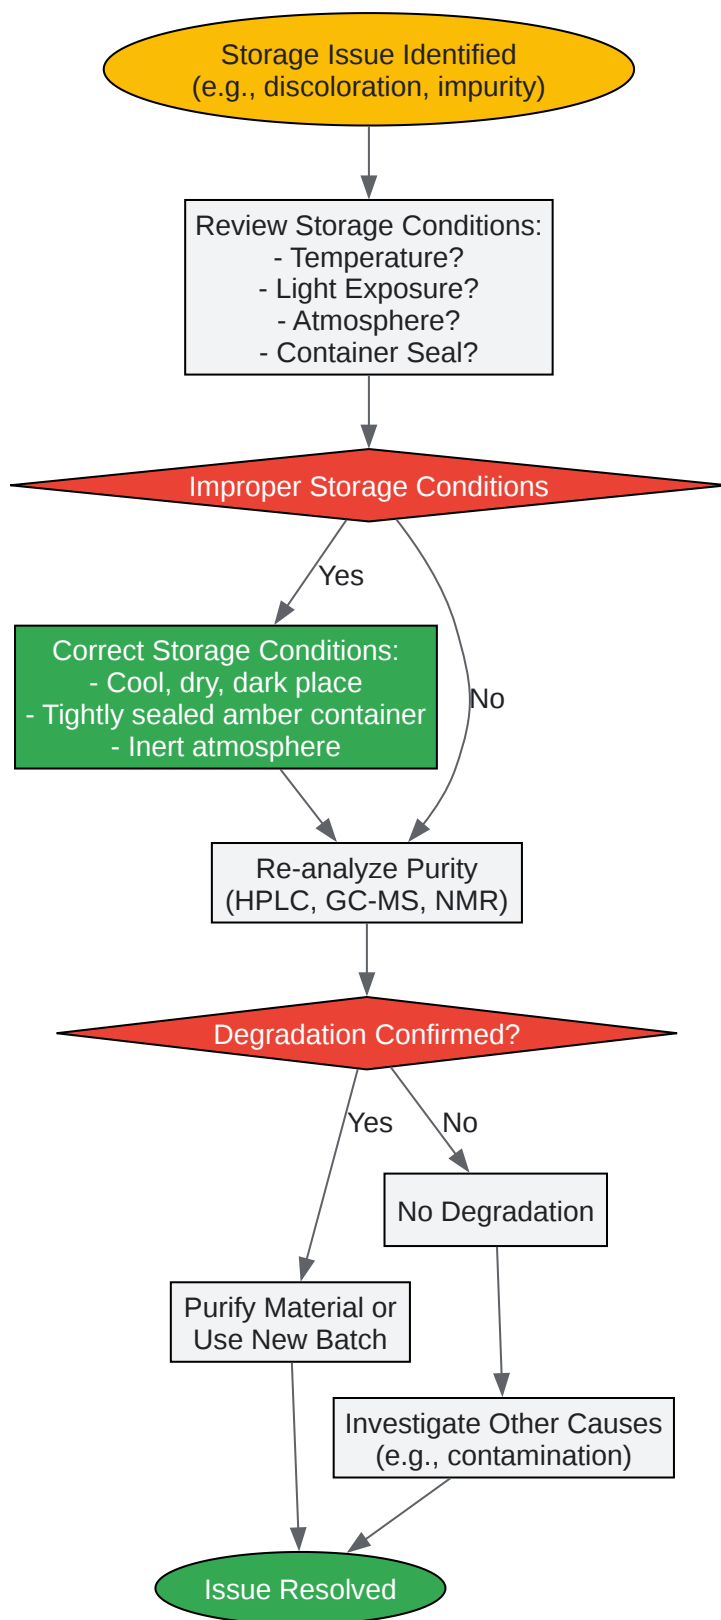 Storage Issue Identified
(e.g., discoloration, impurity)
Review Storage Conditions:
- Temperature?
- Light Exposure?
- Atmosphere?
- Container Seal?
Improper Storage Conditions
Yes
Correct Storage Conditions:
- Cool, dry, dark place
- Tightly sealed amber container
- Inert atmosphere
No
Re-analyze Purity
(HPLC, GC-MS, NMR)
Degradation Confirmed?
Yes
No
No Degradation
Purify Material or
Use New Batch
Investigate Other Causes
(e.g., contamination)
Issue Resolved